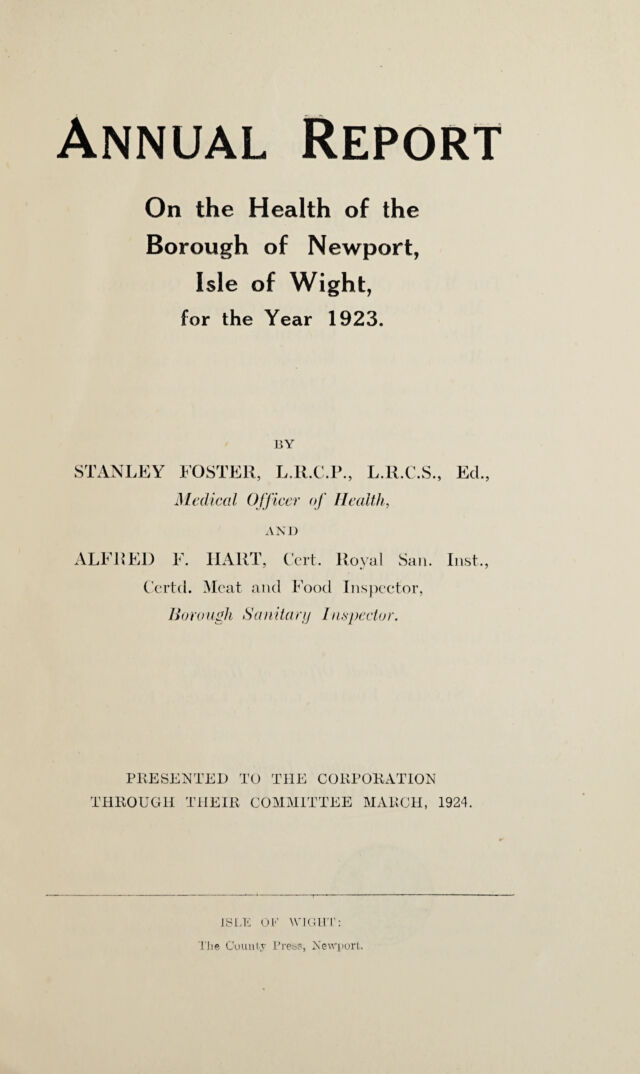 ANNUAL REPORT
On the Health of the
Borough of Newport,
Isle of Wight,
for the Year 1923.
BY
STANLEY FOSTER, L.R.C.P., L.R.C.S., Ed.,
Medical Officer of Health,
AND
ALFRED F. HART, Cert. Royal San. Inst.,
Certd. Meat and Food Inspector,
Borough Sanitary Inspector.
PRESENTED TO THE CORPORATION
THROUGH THEIR COMMITTEE MARCH, 1924.
ISLE OF WIGHT:
The County Press, Newport.